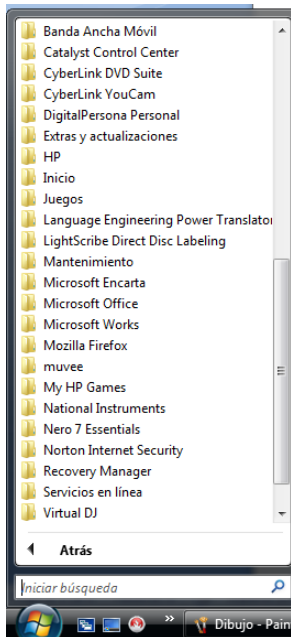 Banda Ancha Móvil
Catalyst Control Center
CyberLink DVD Suite
CyberLink YouCam
DigitalPersona Personal
Extras y actualizaciones
HP
Inicio
Juegos
Language Engineering Power Translator
LightScribe Direct Disc Labeling
Mantenimiento
Microsoft Encarta
Microsoft Office
Microsoft Works
Mozilla Firefox
muvee
My HP Games
National Instruments
Nero 7 Essentials
Norton Internet Security
Recovery Manager
Servicios en línea
Virtual DJ
Atrás
Iniciar búsqueda
» Dibujo - Pain